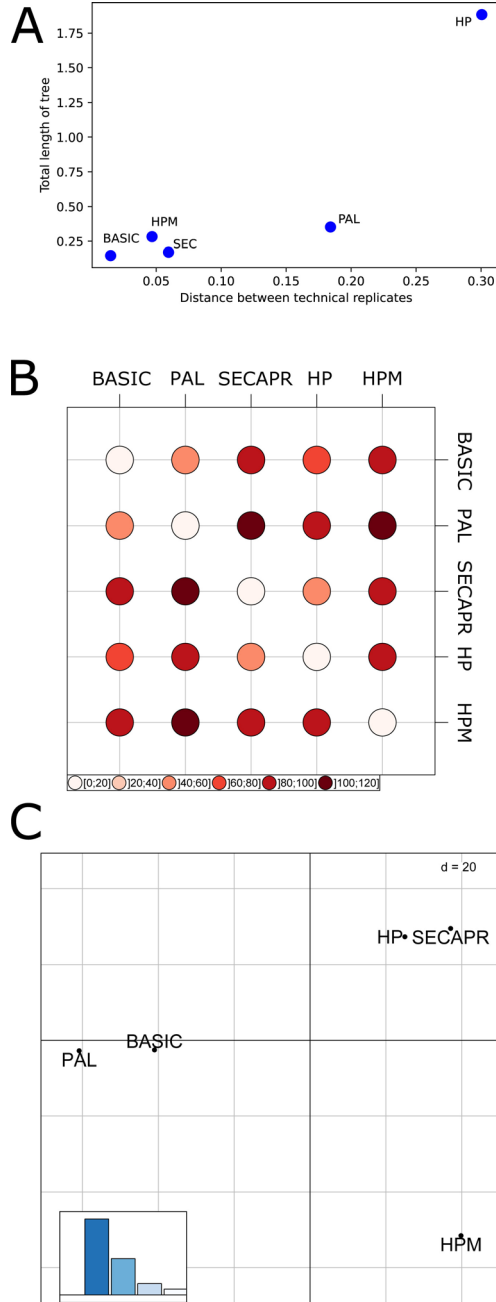 A
1.75
1.50
1.25
1.00
0.75
0.50
0.25
Total length of tree
HP
PAL
HPM
BASIC
SEC
0.05 0.10 0.15 0.20 0.25 0.30
Distance between technical replicates
B
BASIC PAL SECAPR HP HPM
BASIC
PAL
SECAPR
HP
HPM
[0;20] ]20;40] ]40;60] ]60;80] ]80;100] ]100;120]
C
d = 20
HP SECAPR
BASIC
PAL
HPM